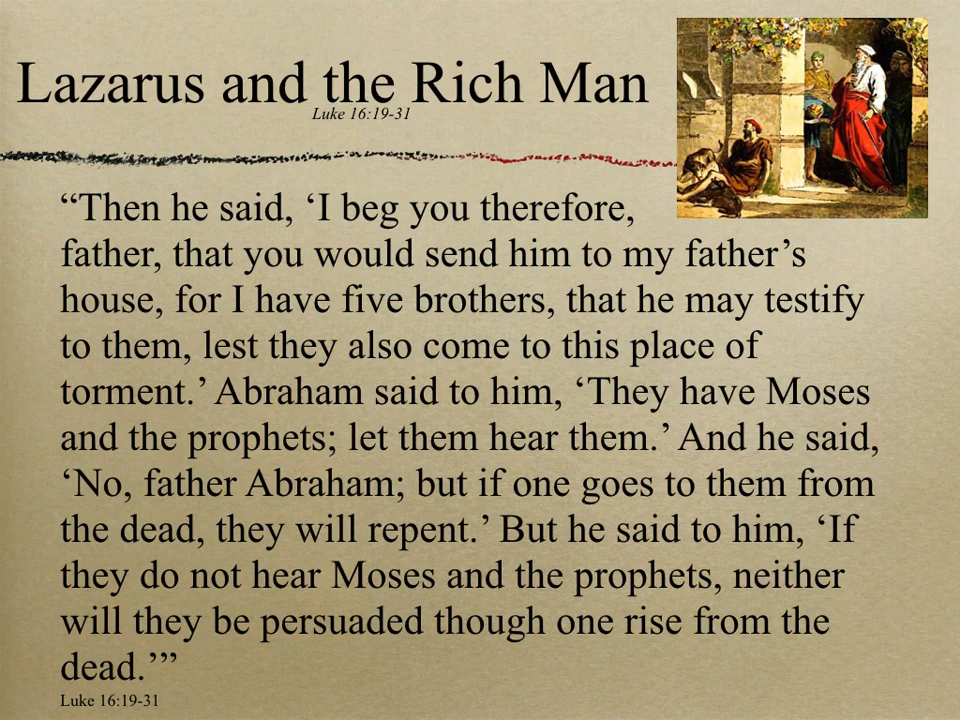 Lazarus and the Rich Man
Luke 16:19-31
“Then he said, ‘I beg you therefore,
father, that you would send him to my father’s
house, for I have five brothers, that he may testify
to them, lest they also come to this place of
torment.’ Abraham said to him, ‘They have Moses
and the prophets; let them hear them.’ And he said,
‘No, father Abraham; but if one goes to them from
the dead, they will repent.’ But he said to him, ‘If
they do not hear Moses and the prophets, neither
will they be persuaded though one rise from the
dead.’”
Luke 16:19-31